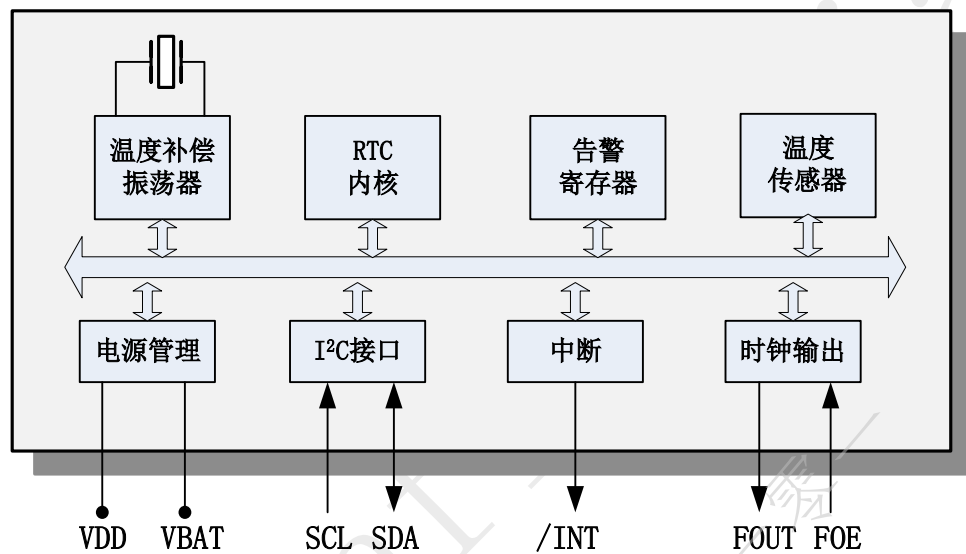 温度补偿
振荡器
RTC
内核
告警
寄存器
温度
传感器
电源管理
I²C接口
中断
时钟输出
VDD VBAT SCL SDA /INT FOUT FOE